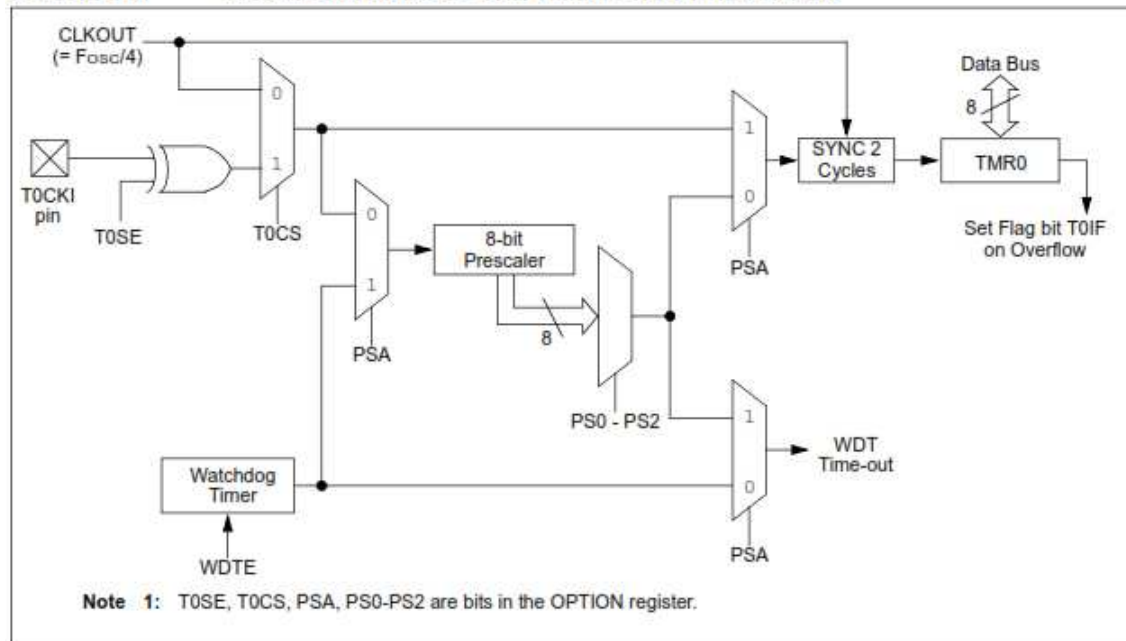 CLKOUT
(= FOSC/4)
Data Bus
0
8
1
1
SYNC 2
Cycles
TMR0
T0CKI
pin
T0SE
T0CS
0
8-bit
Prescaler
0
Set Flag bit T0IF
on Overflow
PSA
1
8
PSA
PS0 - PS2
1
WDT
Time-out
Watchdog
Timer
0
WDTE
PSA
Note 1: T0SE, T0CS, PSA, PS0-PS2 are bits in the OPTION register.